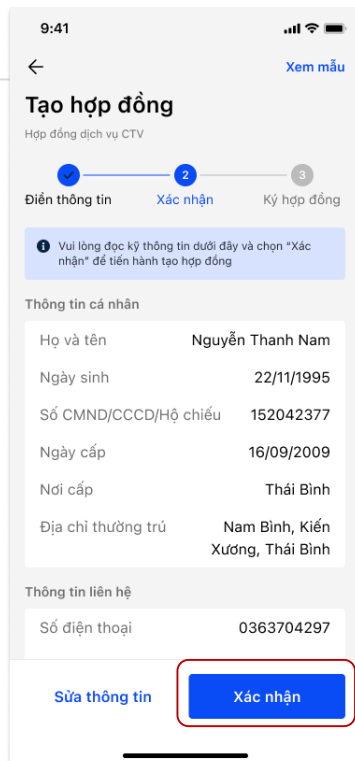 9:41
Xem mẫu
Tạo hợp đồng
Hợp đồng dịch vụ CTV
2 3
Điền thông tin Xác nhận Ký hợp đồng
Vui lòng đọc kỹ thông tin dưới đây và chọn “Xác
nhận” để tiến hành tạo hợp đồng
Thông tin cá nhân
Họ và tên Nguyễn Thanh Nam
Ngày sinh 22/11/1995
Số CMND/CCCD/Hộ chiếu 152042377
Ngày cấp 16/09/2009
Nơi cấp Thái Bình
Địa chỉ thường trú Nam Bình, Kiến
Xương, Thái Bình
Thông tin liên hệ
Số điện thoại 0363704297
Sửa thông tin Xác nhận